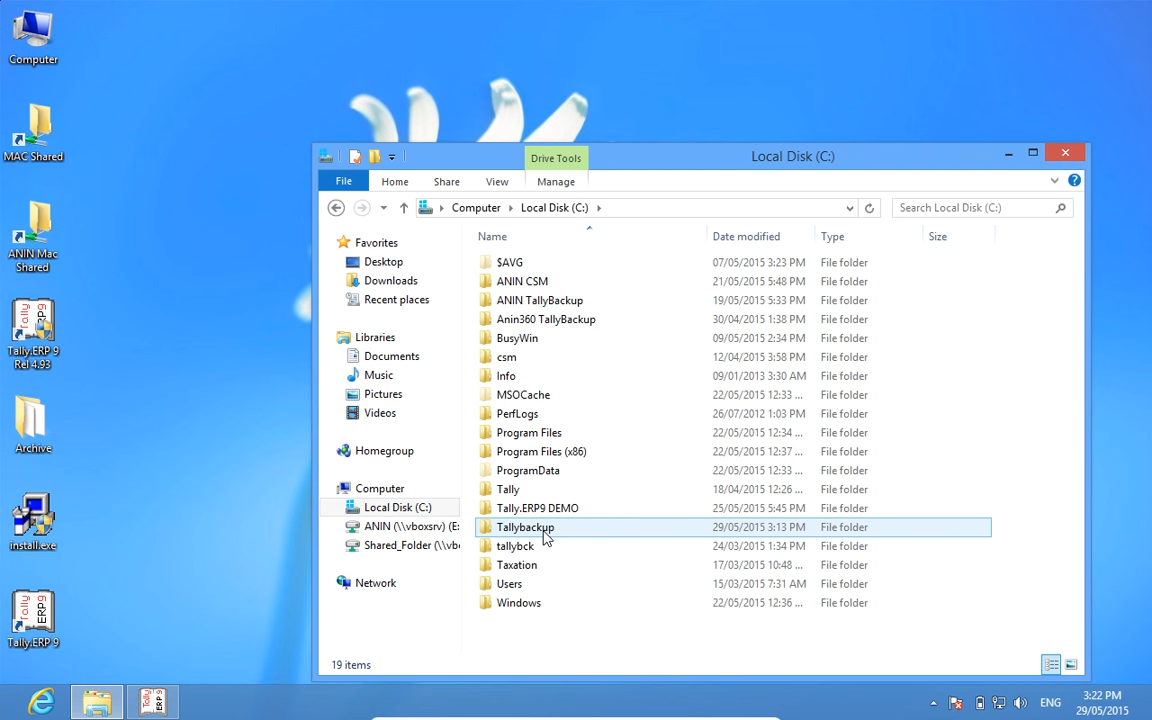 Computer
MAC Shared
ANIN Mac
Shared
Tally.ERP 9
Rel 4.93
Archive
install.exe
Tally.ERP 9
Drive Tools
Local Disk (C:)
File
Home
Share
View
Manage
Computer
Local Disk (C:)
Search Local Disk (C:)
Favorites
Desktop
Downloads
Recent places
Libraries
Documents
Music
Pictures
Videos
Homegroup
Computer
Local Disk (C:)
ANIN (\\vboxsrv) (E:
Shared_Folder (\\vb
Network
Name Date modified Type Size
$AVG 07/05/2015 3:23 PM File folder
ANIN CSM 21/05/2015 5:48 PM File folder
ANIN TallyBackup 19/05/2015 5:33 PM File folder
Anin360 TallyBackup 30/04/2015 1:38 PM File folder
BusyWin 09/05/2015 2:34 PM File folder
csm 12/04/2015 3:58 PM File folder
Info 09/01/2013 3:30 AM File folder
MSOCache 22/05/2015 12:33 ... File folder
PerfLogs 26/07/2012 1:03 PM File folder
Program Files 22/05/2015 12:34 ... File folder
Program Files (x86) 22/05/2015 12:37 ... File folder
ProgramData 22/05/2015 12:33 ... File folder
Tally 18/04/2015 12:26 ... File folder
Tally.ERP9 DEMO 25/05/2015 5:45 PM File folder
Tallybackup 29/05/2015 3:13 PM File folder
tallybck 24/03/2015 1:34 PM File folder
Taxation 17/03/2015 10:48 ... File folder
Users 15/03/2015 7:31 AM File folder
Windows 22/05/2015 12:36 ... File folder
19 items
ENG
3:22 PM
29/05/2015